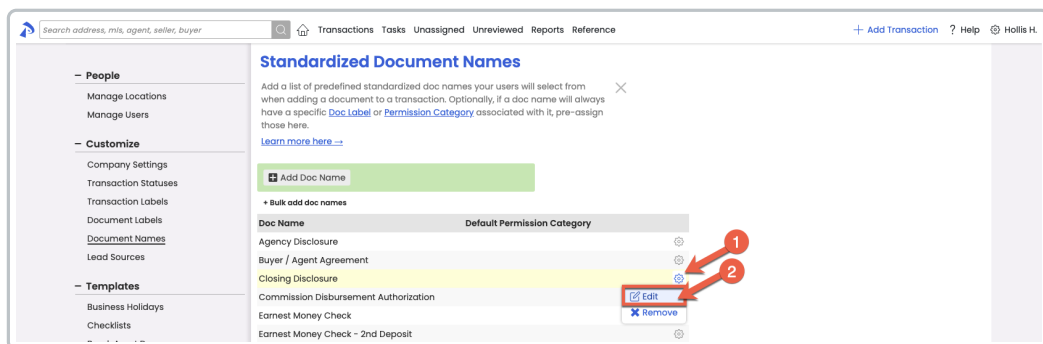 Search address, mls, agent, seller, buyer
Transactions Tasks Unassigned Unreviewed Reports Reference
+ Add Transaction ? Help Hollis H.
− People
Manage Locations
Manage Users
− Customize
Company Settings
Transaction Statuses
Transaction Labels
Document Labels
Document Names
Lead Sources
− Templates
Business Holidays
Checklists
Standardized Document Names
Add a list of predefined standardized doc names your users will select from
when adding a document to a transaction. Optionally, if a doc name will always
have a specific Doc Label or Permission Category associated with it, pre-assign
those here.
Learn more here →
Add Doc Name
+ Bulk add doc names
Doc Name Default Permission Category
Agency Disclosure
Buyer / Agent Agreement
Closing Disclosure
Commission Disbursement Authorization
Earnest Money Check
Earnest Money Check - 2nd Deposit
1
2
Edit
Remove